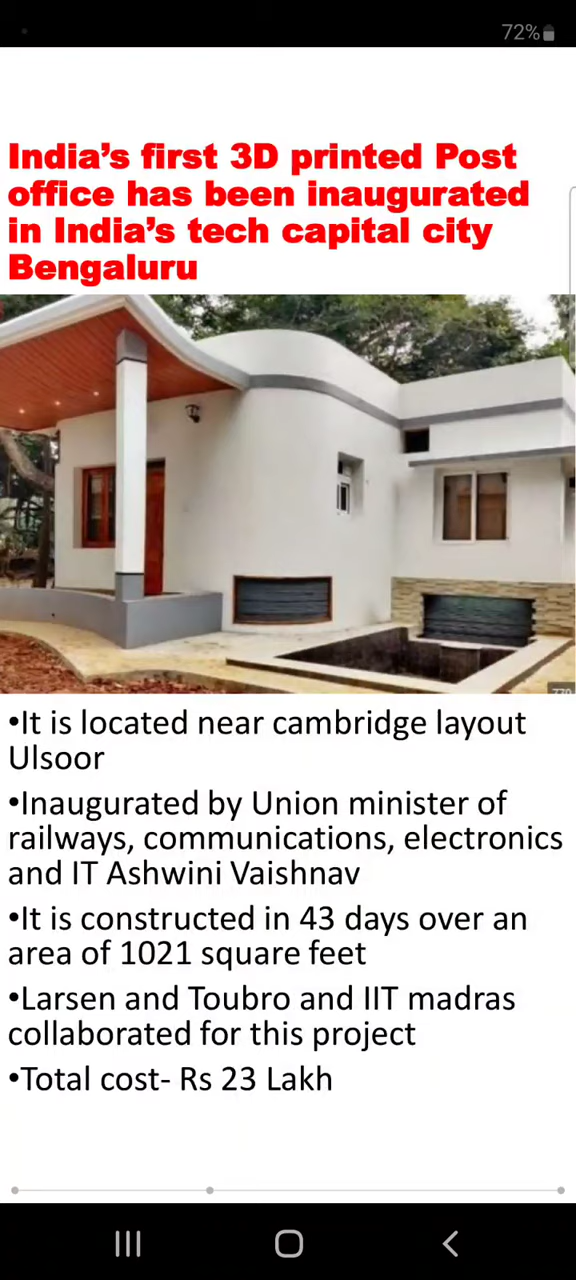 72%
India's first 3D printed Post
office has been inaugurated
in India's tech capital city
Bengaluru
•It is located near cambridge layout
Ulsoor
•Inaugurated by Union minister of
railways, communications, electronics
and IT Ashwini Vaishnav
•It is constructed in 43 days over an
area of 1021 square feet
•Larsen and Toubro and IIT madras
collaborated for this project
•Total cost- Rs 23 Lakh